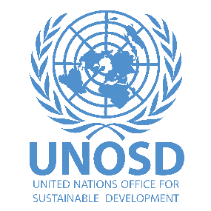 UNOSD
UNITED NATIONS OFFICE FOR
SUSTAINABLE DEVELOPMENT